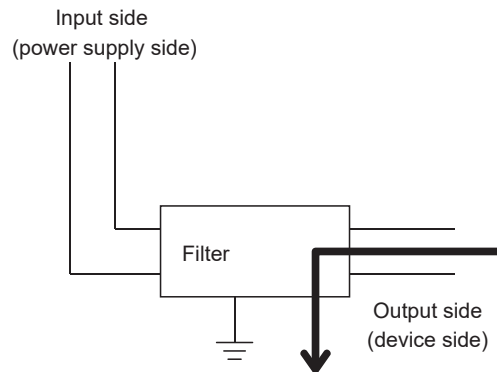 Input side
(power supply side)
Filter
Output side
(device side)